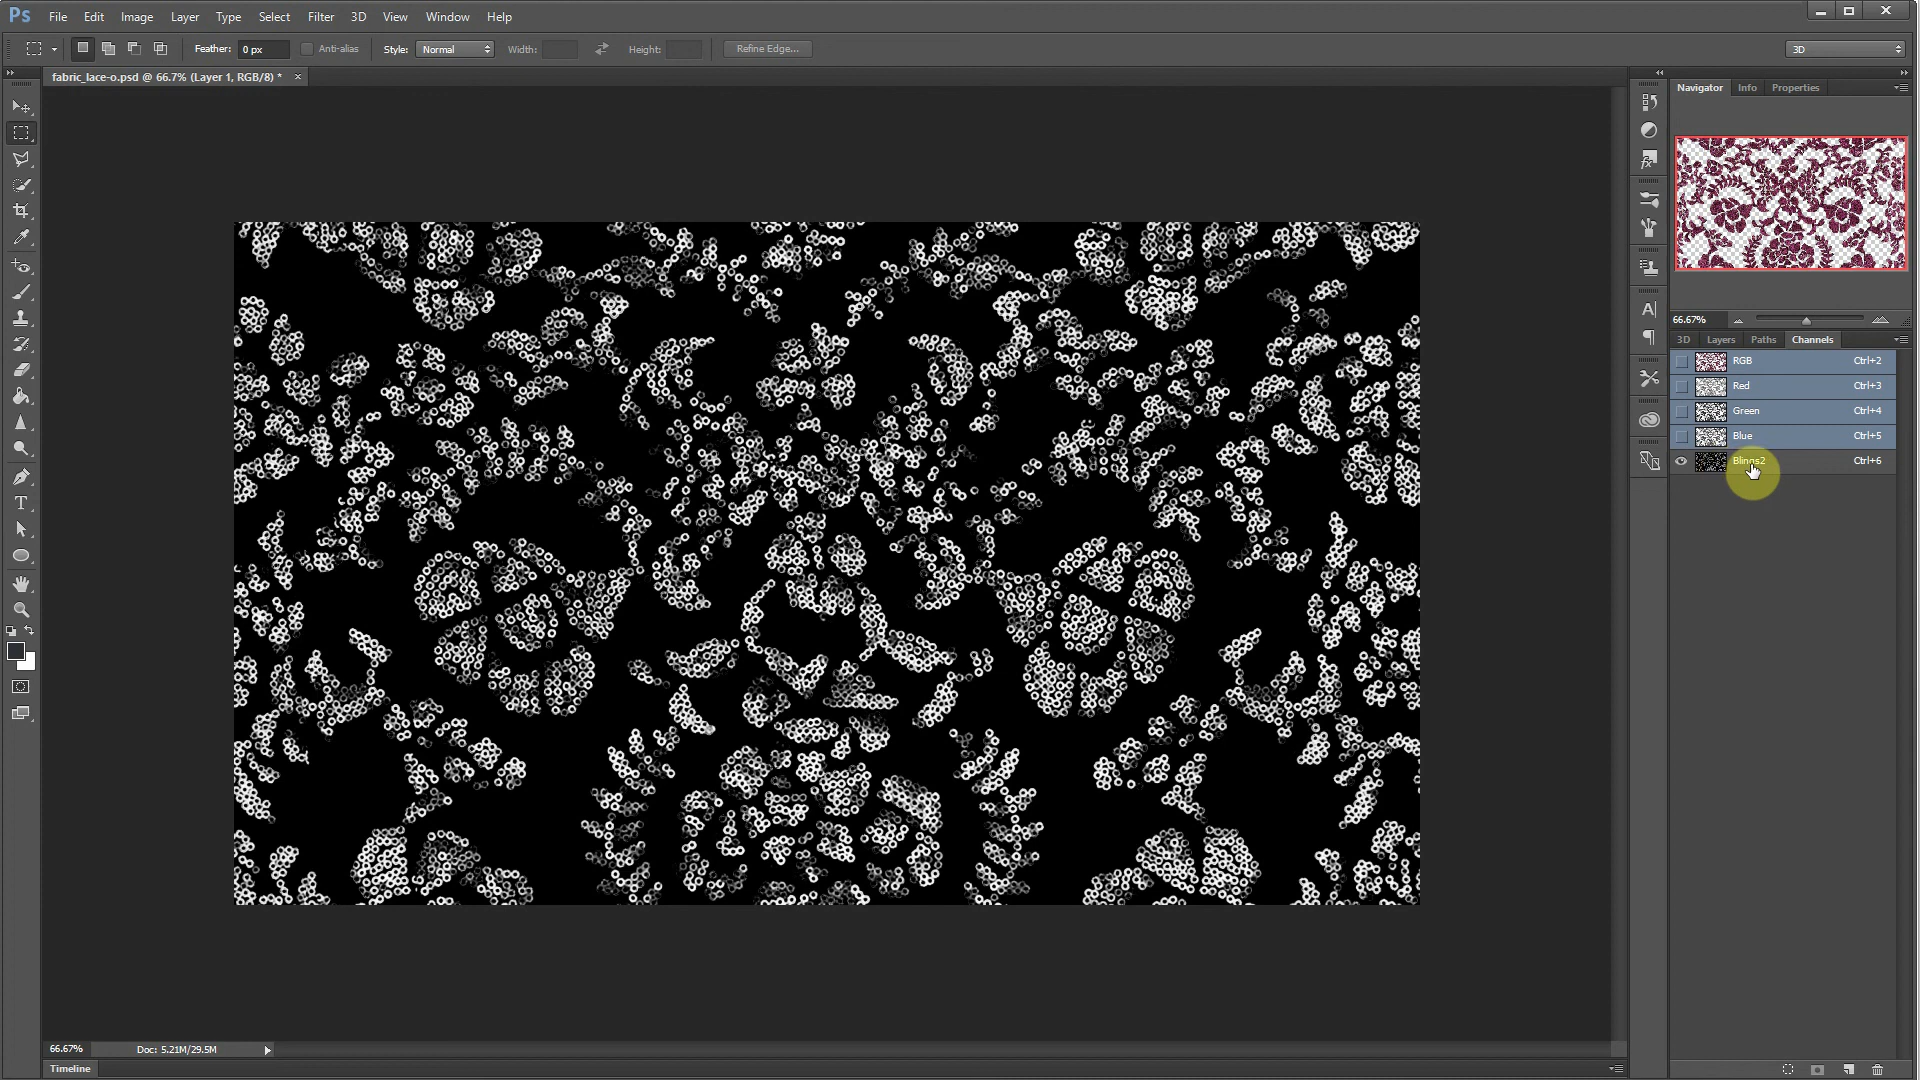 Ps File Edit Image Layer Type Select Filter 3D View Window Help
Feather: 0 px Anti-alias Style: Normal Width: Height: Refine Edge... 3D
fabric_lace-o.psd @ 66.7% (Layer 1, RGB/8) * ×
Navigator Info Properties
66.67%
3D Layers Paths Channels
RGB Ctrl+2
Red Ctrl+3
Green Ctrl+4
Blue Ctrl+5
Blings2 Ctrl+6
66.67% Doc: 5.21M/29.5M
Timeline